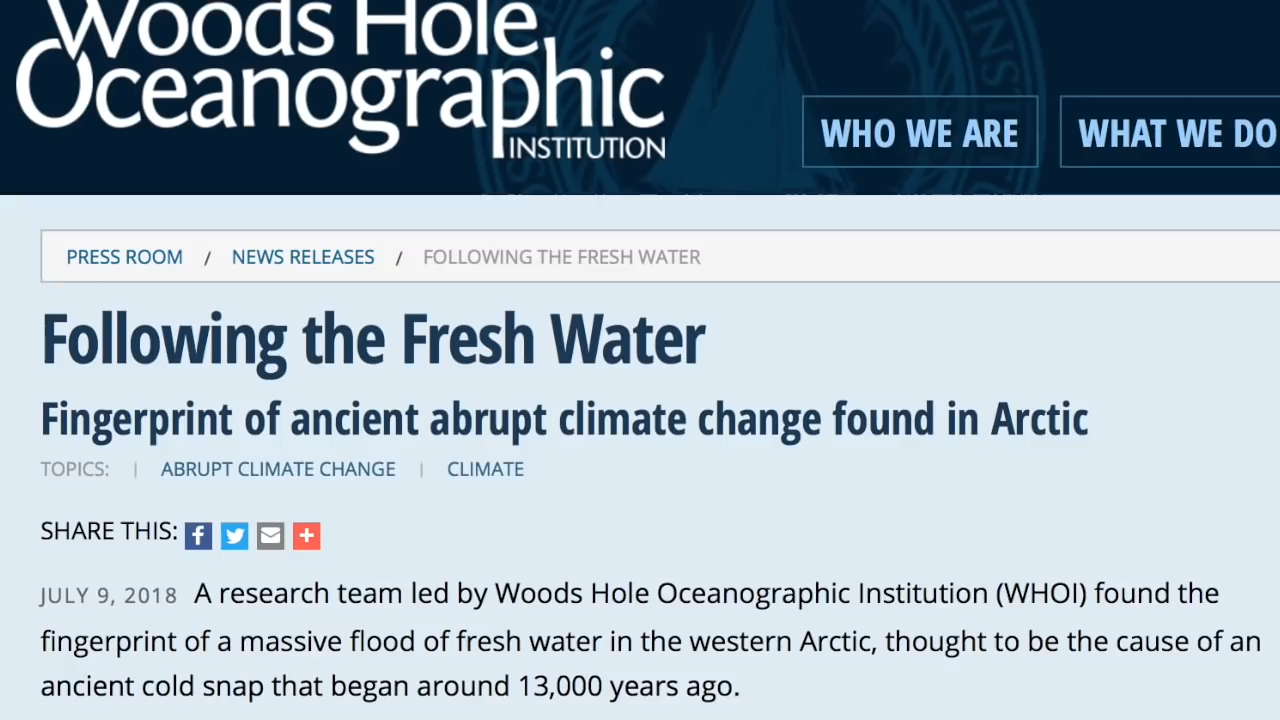 Woods Hole
Oceanographic
INSTITUTION
WHO WE ARE
WHAT WE DO
PRESS ROOM / NEWS RELEASES / FOLLOWING THE FRESH WATER
Following the Fresh Water
Fingerprint of ancient abrupt climate change found in Arctic
TOPICS: | ABRUPT CLIMATE CHANGE | CLIMATE
SHARE THIS:
JULY 9, 2018 A research team led by Woods Hole Oceanographic Institution (WHOI) found the
fingerprint of a massive flood of fresh water in the western Arctic, thought to be the cause of an
ancient cold snap that began around 13,000 years ago.